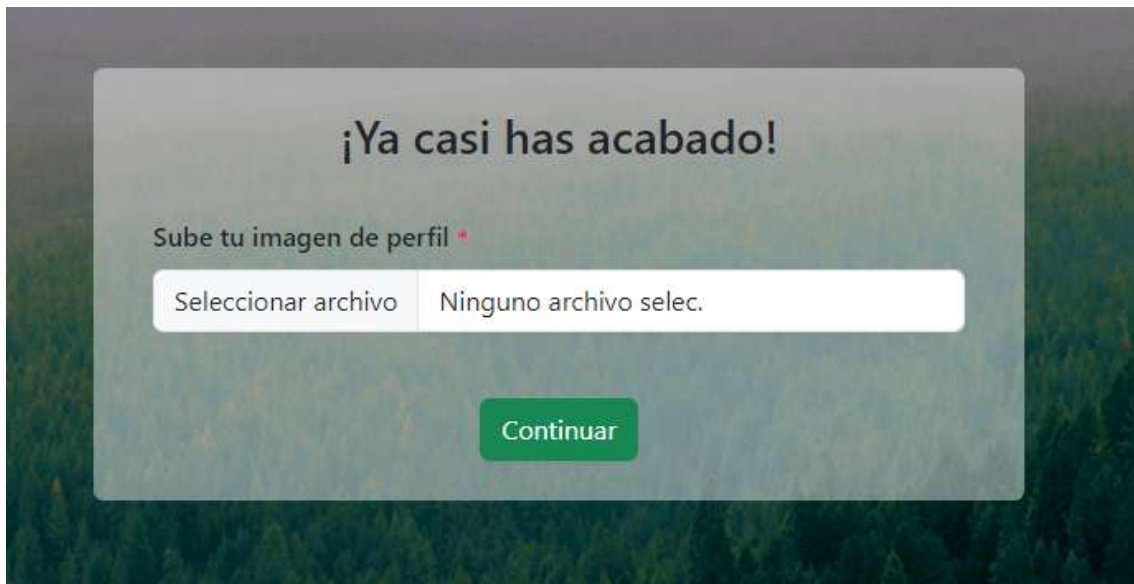 ¡Ya casi has acabado!
Sube tu imagen de perfil *
Seleccionar archivo Ninguno archivo selec.
Continuar